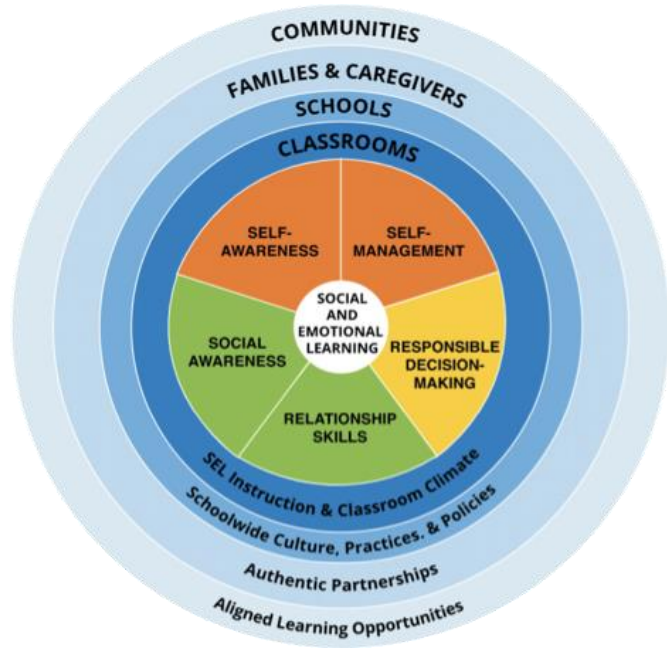 COMMUNITIES
FAMILIES & CAREGIVERS
SCHOOLS
CLASSROOMS
SELF-
AWARENESS
SELF-
MANAGEMENT
SOCIAL
AND
EMOTIONAL
LEARNING
SOCIAL
AWARENESS
RESPONSIBLE
DECISION-
MAKING
RELATIONSHIP
SKILLS
SEL Instruction & Classroom Climate
Schoolwide Culture, Practices. & Policies
Authentic Partnerships
Aligned Learning Opportunities